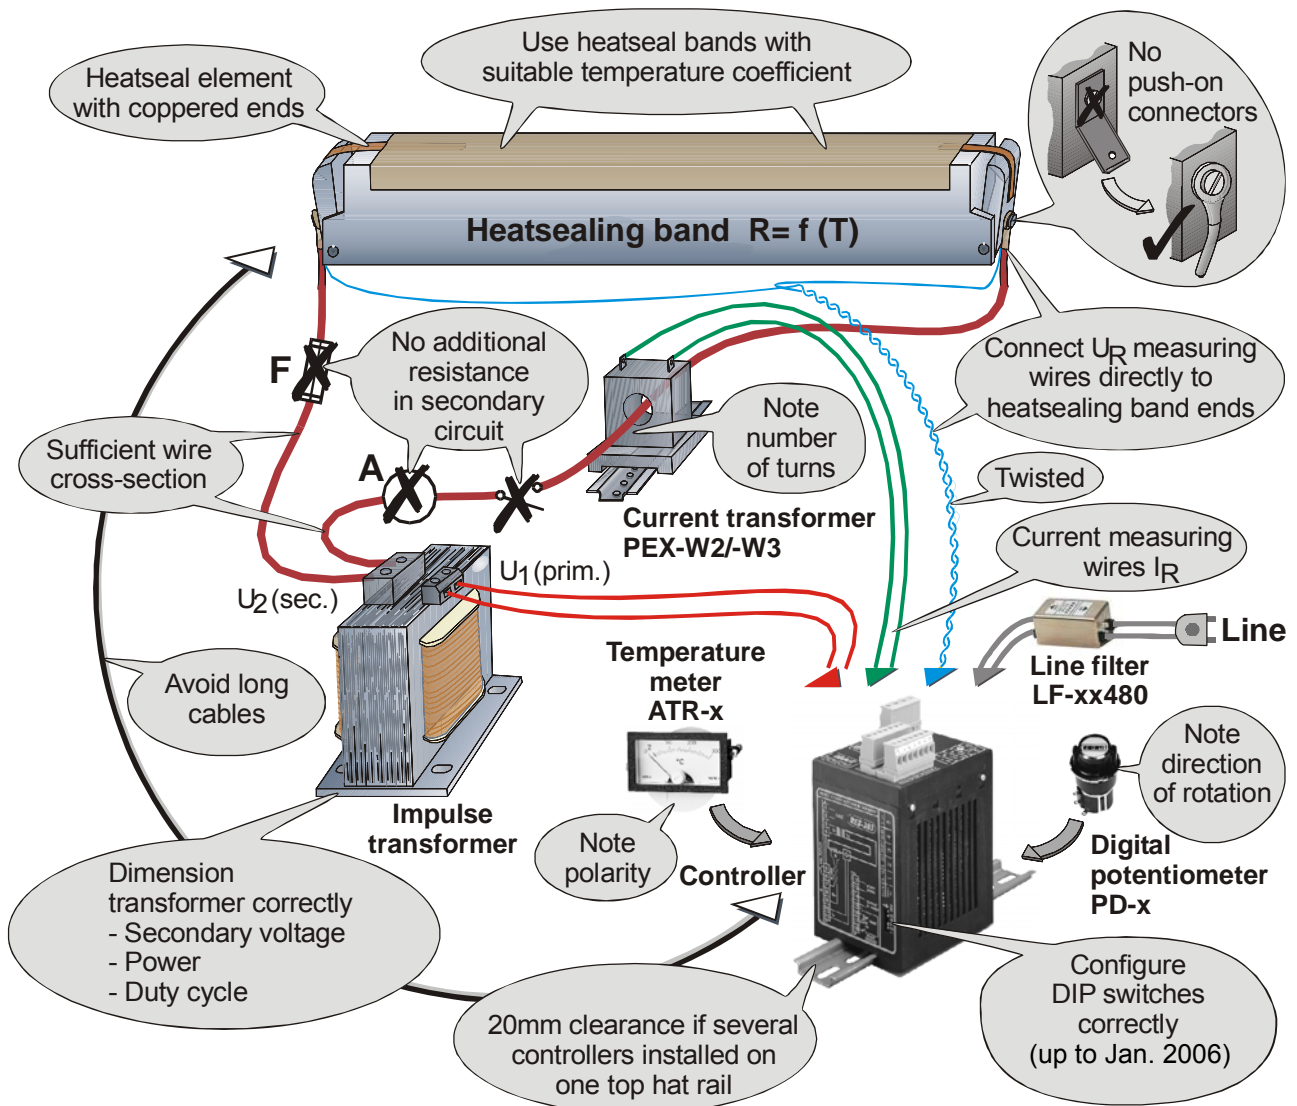 Use heatseal bands with
suitable temperature coefficient
Heatseal element
with coppered ends
No
push-on
connectors
Heatsealing band R= f (T)
F
No additional
resistance
in secondary
circuit
Connect UR measuring
wires directly to
heatsealing band ends
Sufficient wire
cross-section
A
Note
number
of turns
Twisted
Current transformer
PEX-W2/-W3
Current measuring
wires IR
U1 (prim.)
U2 (sec.)
Line
Line filter
LF-xx480
Temperature
meter
ATR-x
Avoid long
cables
°C
Note
direction
of rotation
Impulse
transformer
Note
polarity
Controller
Digital
potentiometer
PD-x
Dimension
transformer correctly
- Secondary voltage
- Power
- Duty cycle
Configure
DIP switches
correctly
(up to Jan. 2006)
20mm clearance if several
controllers installed on
one top hat rail